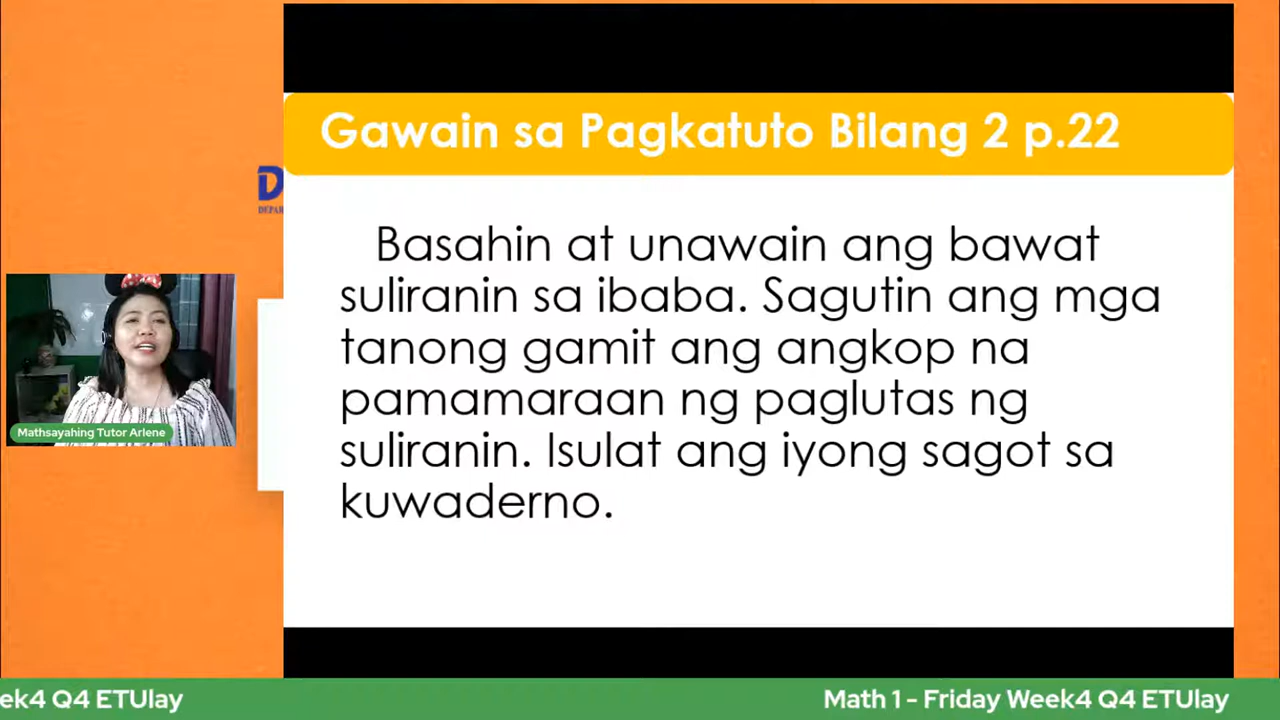 Gawain sa Pagkatuto Bilang 2 p.22
D
DEPAR
Basahin at unawain ang bawat
suliranin sa ibaba. Sagutin ang mga
tanong gamit ang angkop na
pamamaraan ng paglutas ng
suliranin. Isulat ang iyong sagot sa
kuwaderno.
Mathsayahing Tutor Arlene
ek4 Q4 ETUlay
Math 1 - Friday Week4 Q4 ETUlay